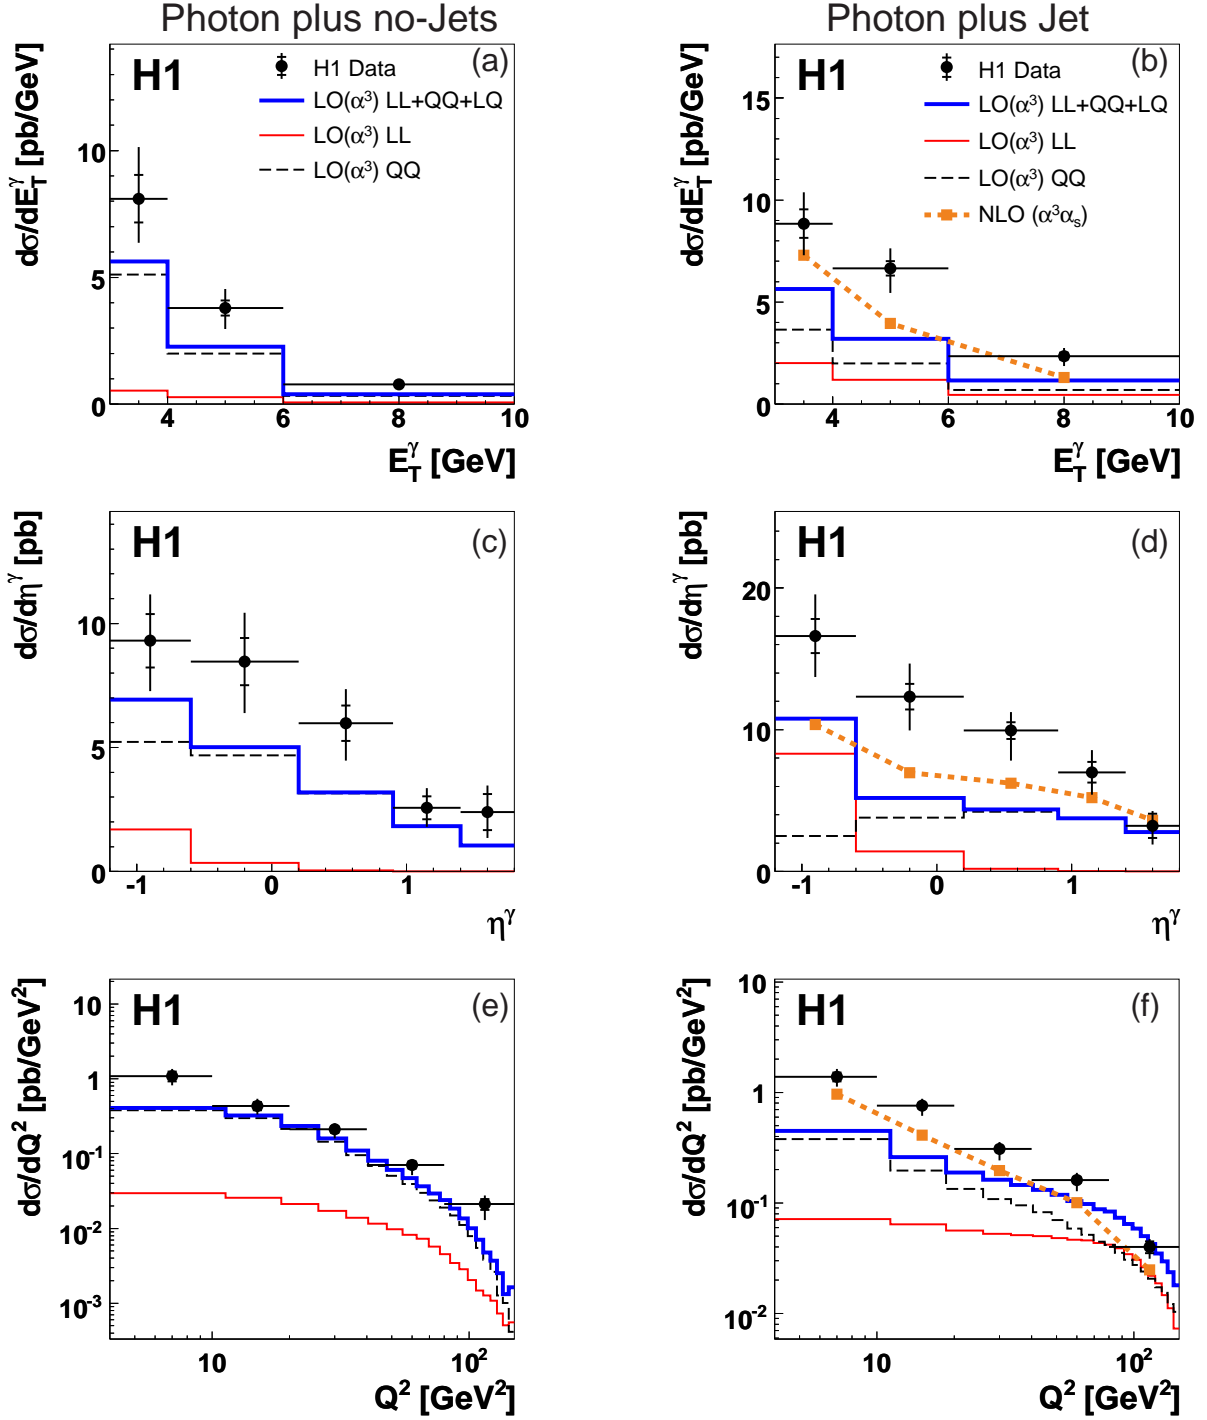 Photon plus no-Jets
Photon plus Jet
H1
(a)
H1 Data
LO(α³) LL+QQ+LQ
LO(α³) LL
LO(α³) QQ
dσ/dE_T^γ [pb/GeV]
10
5
0
4 6 8 10
E_T^γ [GeV]
H1
(b)
H1 Data
LO(α³) LL+QQ+LQ
LO(α³) LL
LO(α³) QQ
NLO (α³α_s)
dσ/dE_T^γ [pb/GeV]
15
10
5
0
4 6 8 10
E_T^γ [GeV]
H1
(c)
dσ/dη^γ [pb]
10
5
0
-1 0 1
η^γ
H1
(d)
dσ/dη^γ [pb]
20
10
0
-1 0 1
η^γ
H1
(e)
dσ/dQ² [pb/GeV²]
10
1
10⁻¹
10⁻²
10⁻³
10 10²
Q² [GeV²]
H1
(f)
dσ/dQ² [pb/GeV²]
10
1
10⁻¹
10⁻²
10 10²
Q² [GeV²]